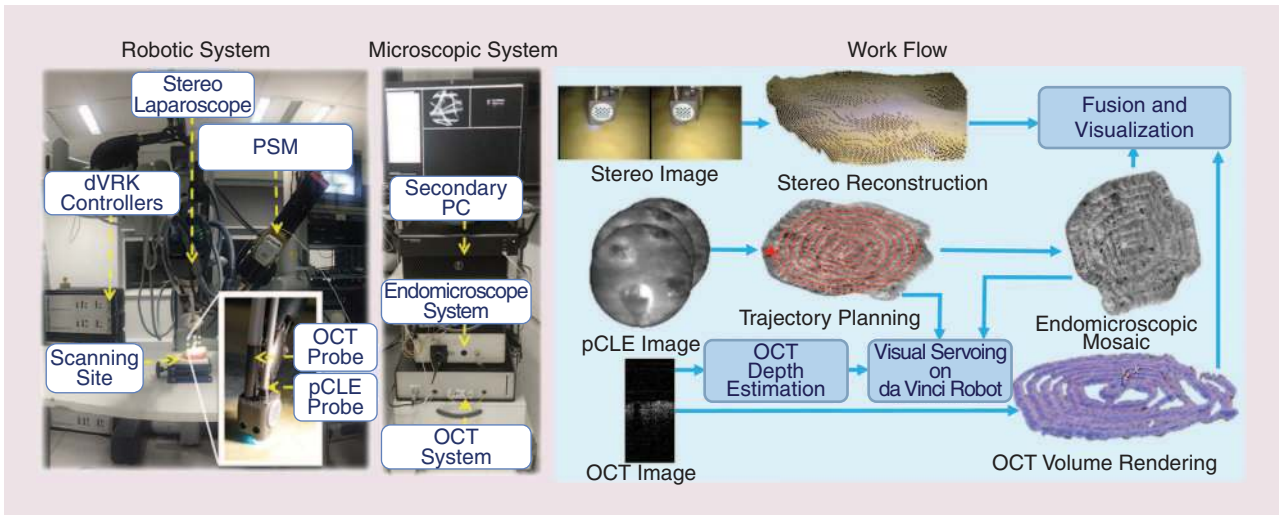 Robotic System
Stereo
Laparoscope
PSM
dVRK
Controllers
Scanning
Site
OCT
Probe
pCLE
Probe
Microscopic System
Secondary
PC
Endomicroscope
System
OCT
System
Work Flow
Stereo Image
Stereo Reconstruction
Fusion and
Visualization
pCLE Image
Trajectory Planning
Endomicroscopic
Mosaic
OCT
Depth
Estimation
Visual Servoing
on
da Vinci Robot
OCT Image
OCT Volume Rendering